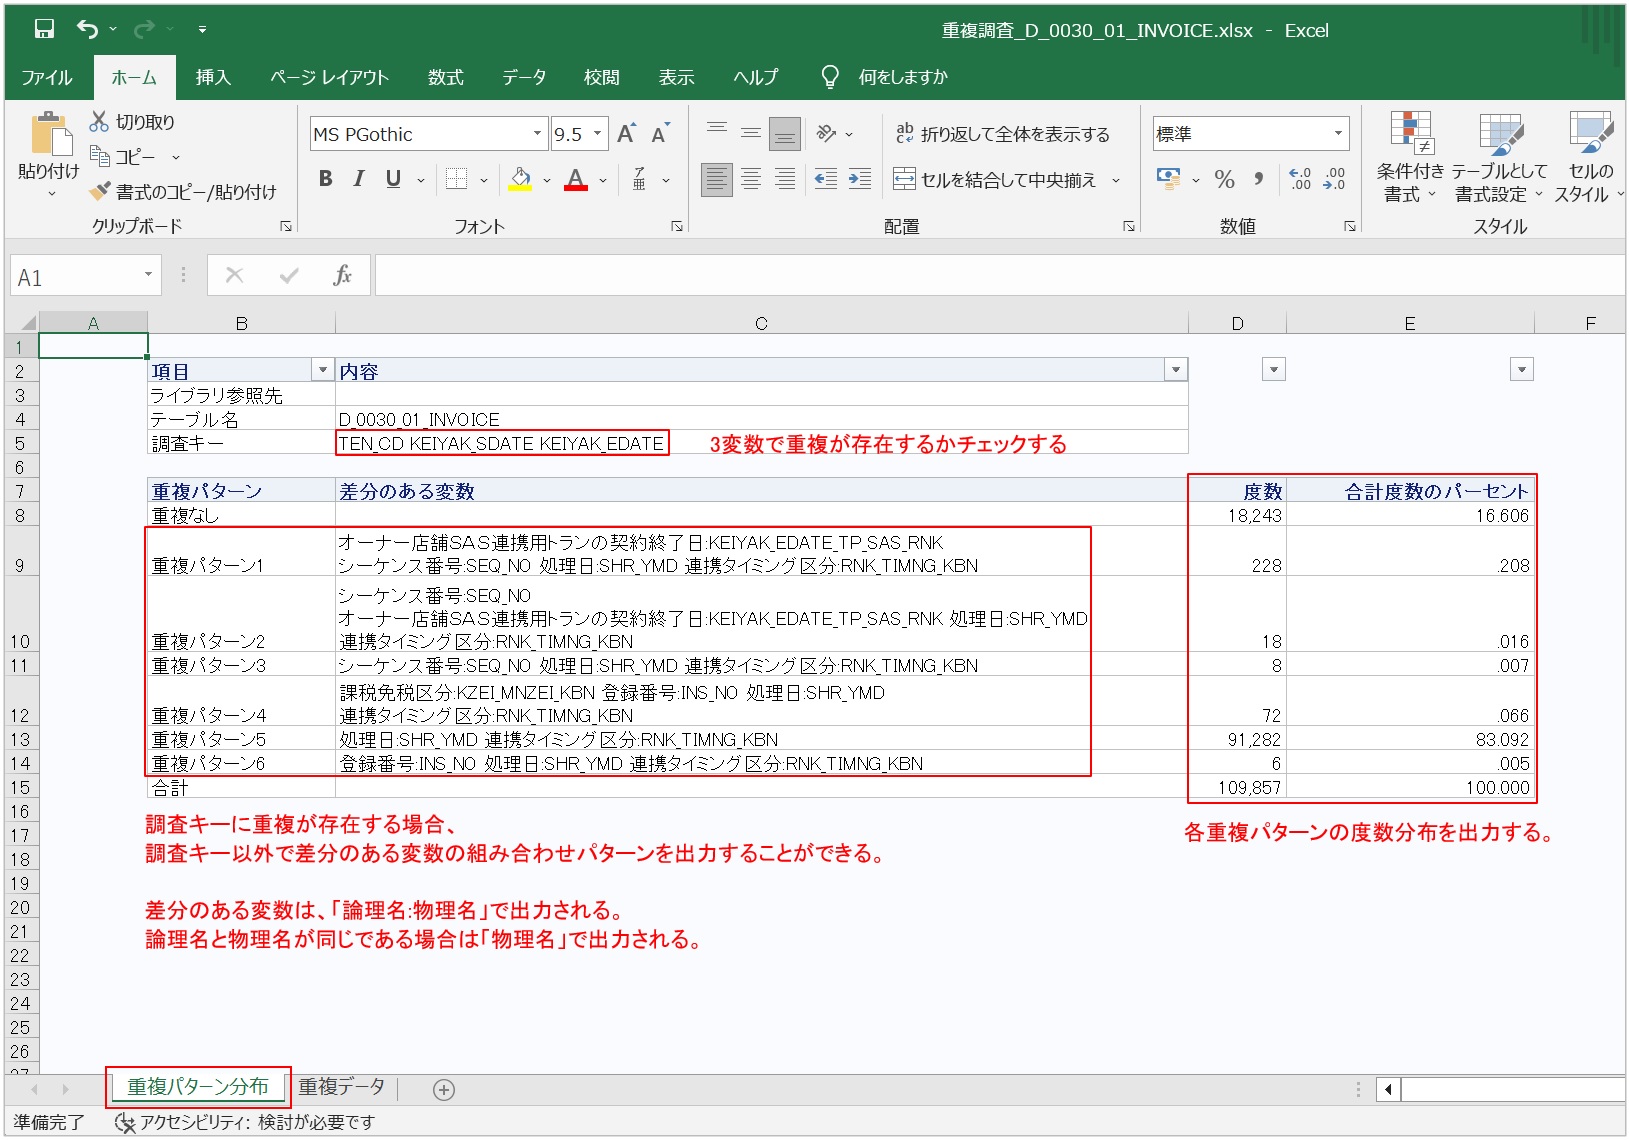 重複調査_D_0030_01_INVOICE.xlsx - Excel
ファイル ホーム 挿入 ページ レイアウト 数式 データ 校閲 表示 ヘルプ 何をしますか
貼り付け
切り取り
コピー
書式のコピー/貼り付け
クリップボード
MS PGothic 9.5 A A
B I U A ア亜
フォント
ab c 折り返して全体を表示する
セルを結合して中央揃え
配置
標準
% 9 ←.0 .00 .00 →.0
数値
条件付き書式
テーブルとして書式設定
セルのスタイル
スタイル
A1 fx
A B C D E F
1
2 項目 内容
3 ライブラリ参照先
4 テーブル名 D_0030_01_INVOICE
5 調査キー TEN_CD KEIYAK_SDATE KEIYAK_EDATE 3変数で重複が存在するかチェックする
6
7 重複パターン 差分のある変数 度数 合計度数のパーセント
8 重複なし 18,243 16.606
オーナー店舗SAS連携用トランの契約終了日:KEIYAK_EDATE_TP_SAS_RNK
9 重複パターン1 シーケンス番号:SEQ_NO 処理日:SHR_YMD 連携タイミング区分:RNK_TIMNG_KBN 228 .208
シーケンス番号:SEQ_NO
オーナー店舗SAS連携用トランの契約終了日:KEIYAK_EDATE_TP_SAS_RNK 処理日:SHR_YMD
10 重複パターン2 連携タイミング区分:RNK_TIMNG_KBN 18 .016
11 重複パターン3 シーケンス番号:SEQ_NO 処理日:SHR_YMD 連携タイミング区分:RNK_TIMNG_KBN 8 .007
課税免税区分:KZEI_MNZEI_KBN 登録番号:INS_NO 処理日:SHR_YMD
12 重複パターン4 連携タイミング区分:RNK_TIMNG_KBN 72 .066
13 重複パターン5 処理日:SHR_YMD 連携タイミング区分:RNK_TIMNG_KBN 91,282 83.092
14 重複パターン6 登録番号:INS_NO 処理日:SHR_YMD 連携タイミング区分:RNK_TIMNG_KBN 6 .005
15 合計 109,857 100.000
16 調査キーに重複が存在する場合、
17 各重複パターンの度数分布を出力する。
18 調査キー以外で差分のある変数の組み合わせパターンを出力することができる。
19
20 差分のある変数は、「論理名:物理名」で出力される。
21 論理名と物理名が同じである場合は「物理名」で出力される。
22
23
24
25
26
27
重複パターン分布 重複データ
準備完了 アクセシビリティ: 検討が必要です